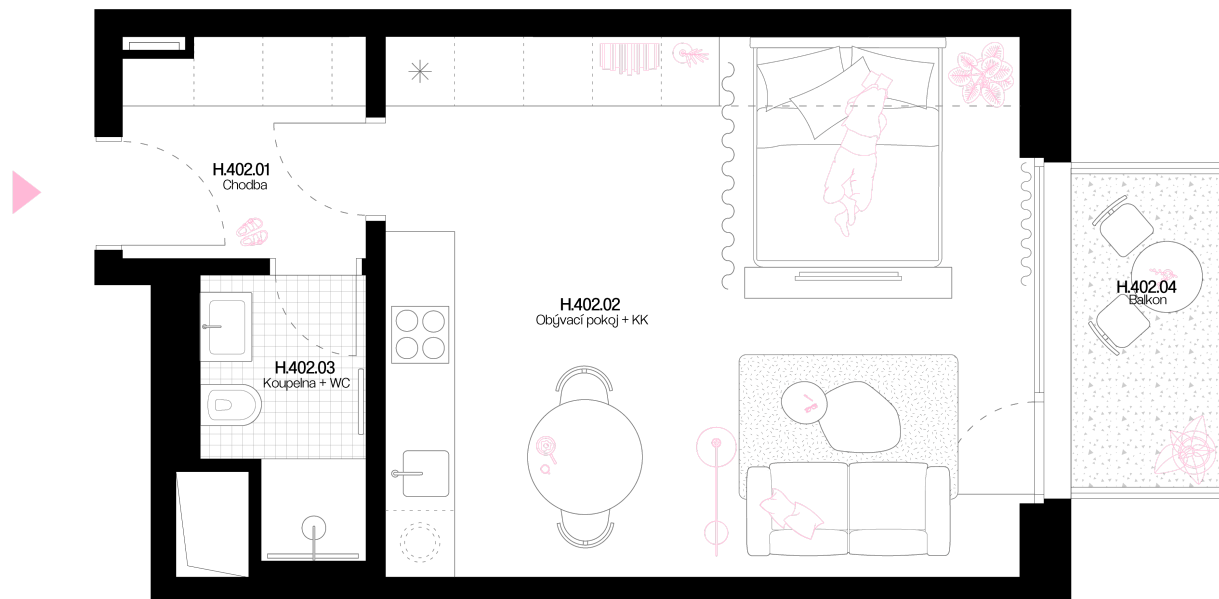 H.402.01
Chodba
H.402.02
Obývací pokoj + KK
H.402.03
Koupelna + WC
H.402.04
Balkon